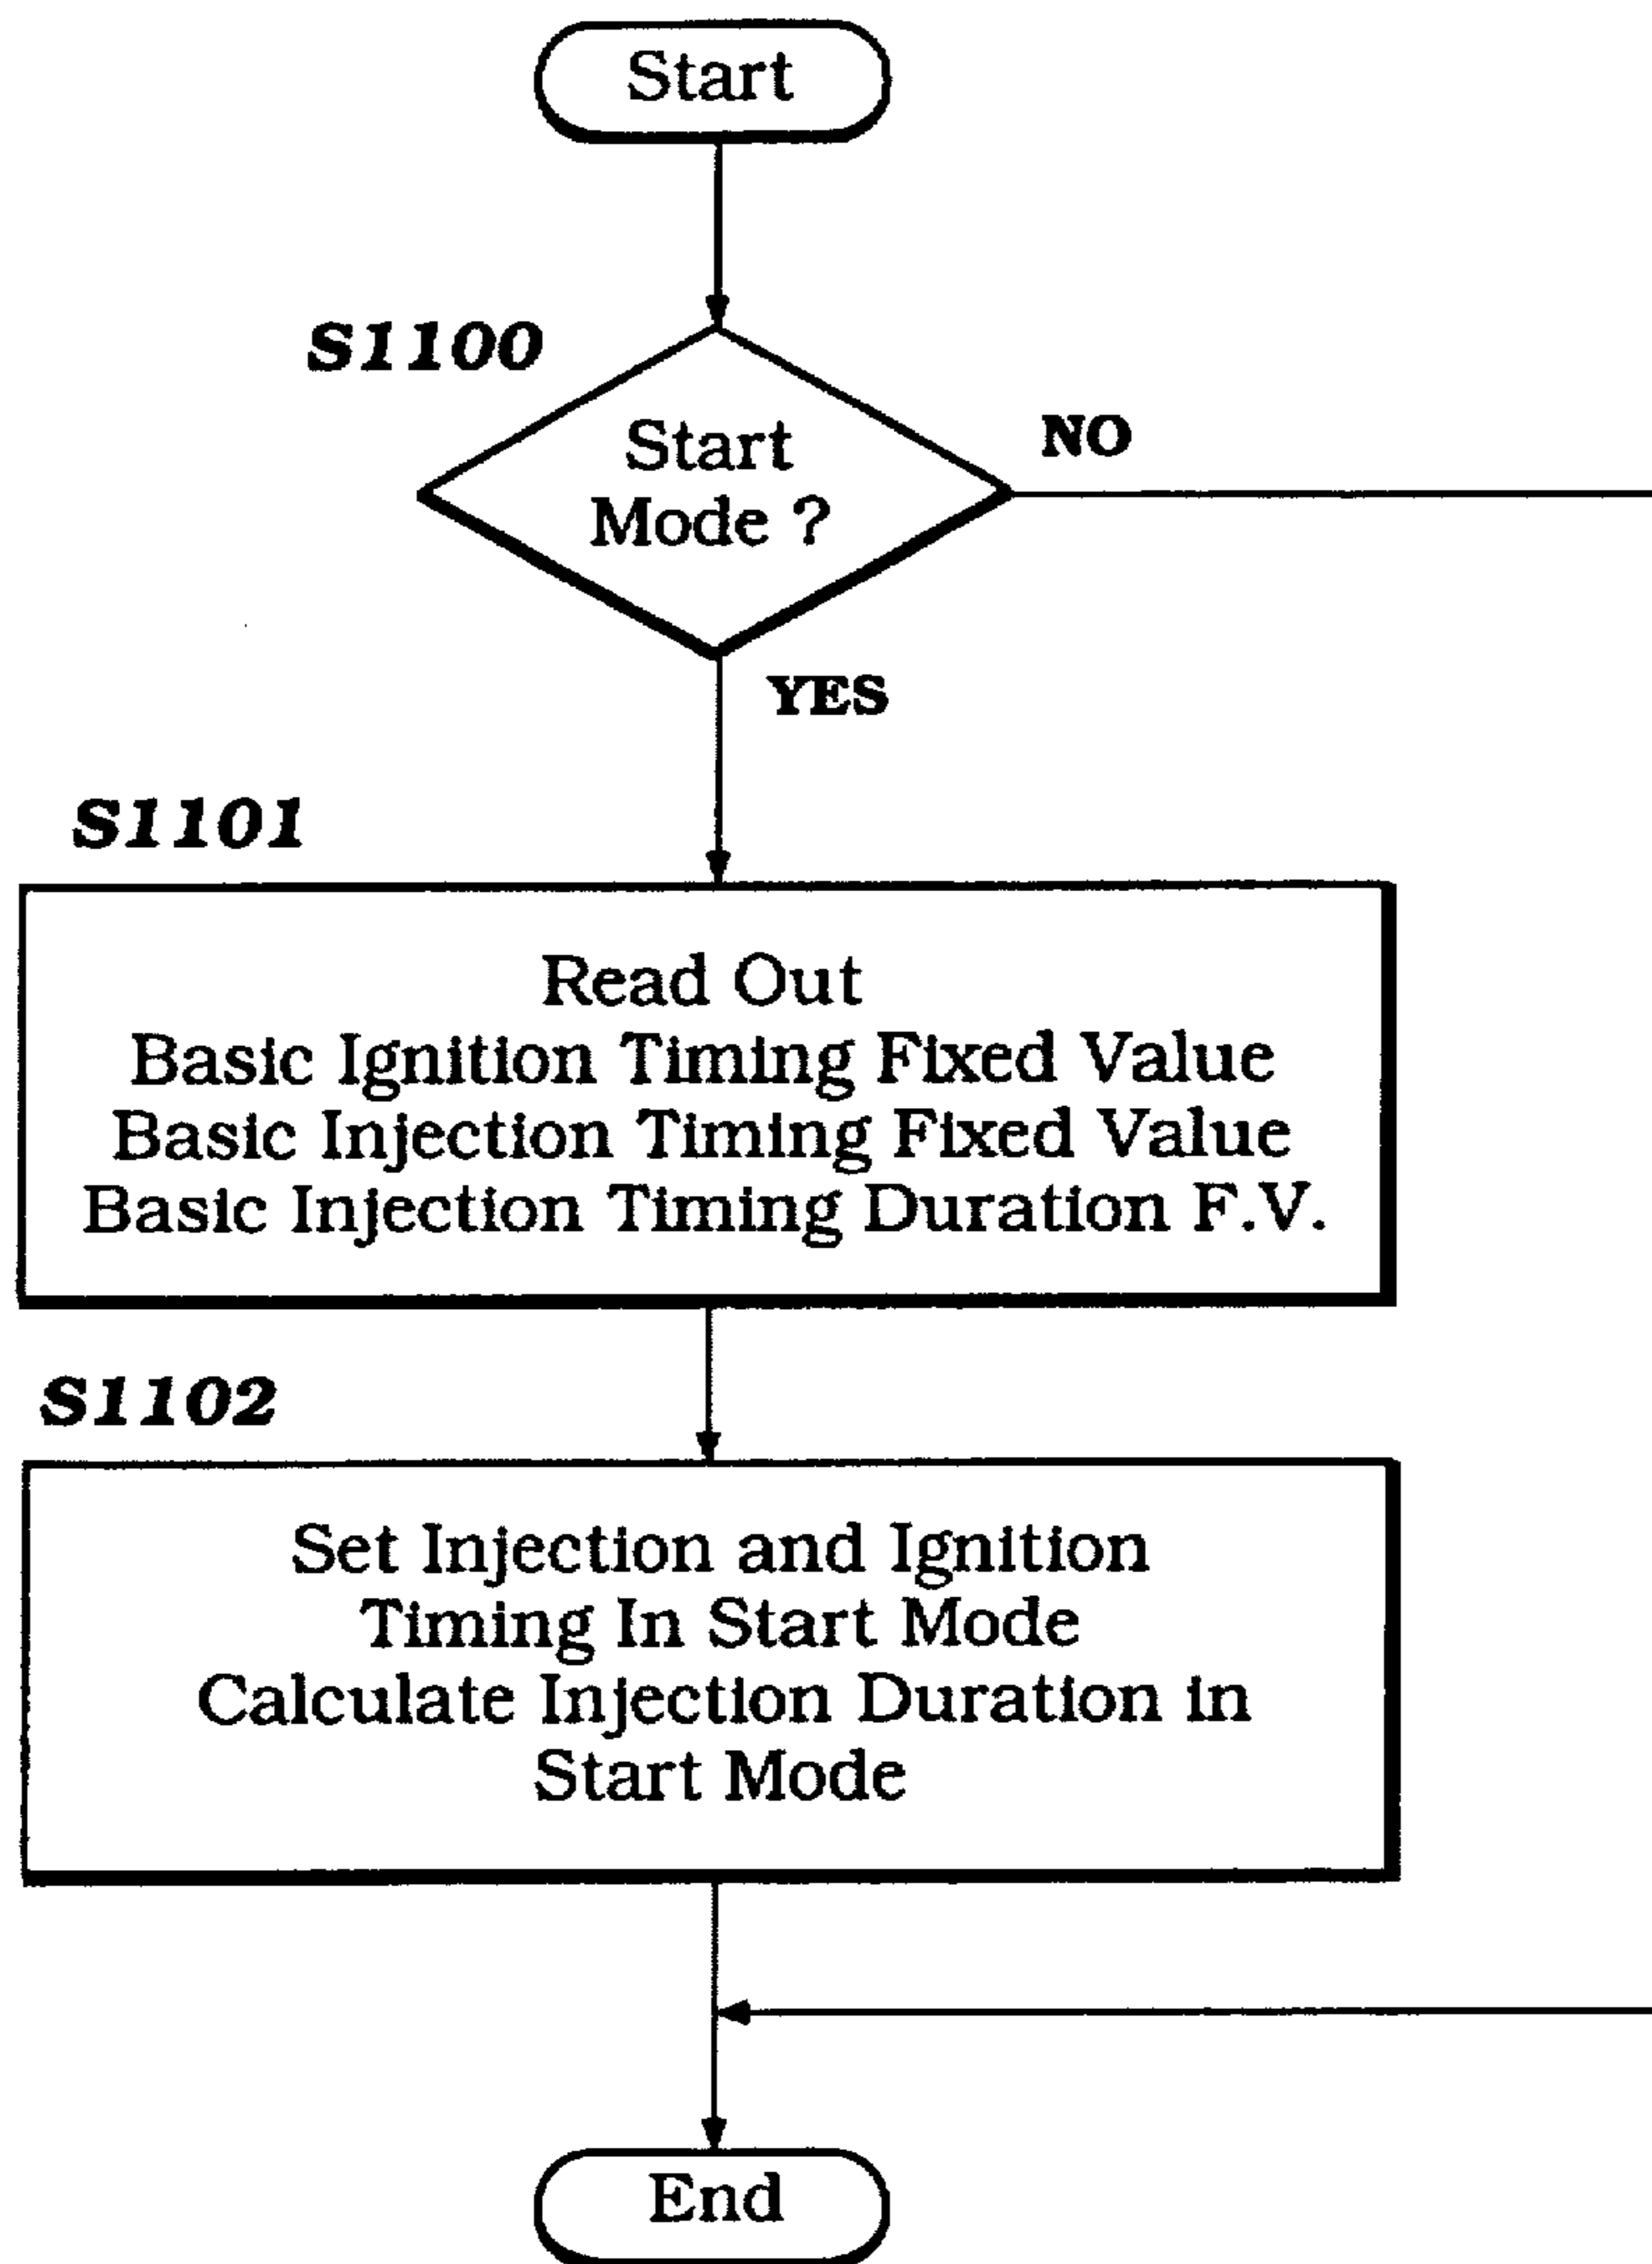 Start
S1100
Start
Mode ?
NO
YES
S1101
Read Out
Basic Ignition Timing Fixed Value
Basic Injection Timing Fixed Value
Basic Injection Timing Duration F.V.
S1102
Set Injection and Ignition
Timing In Start Mode
Calculate Injection Duration in
Start Mode
End